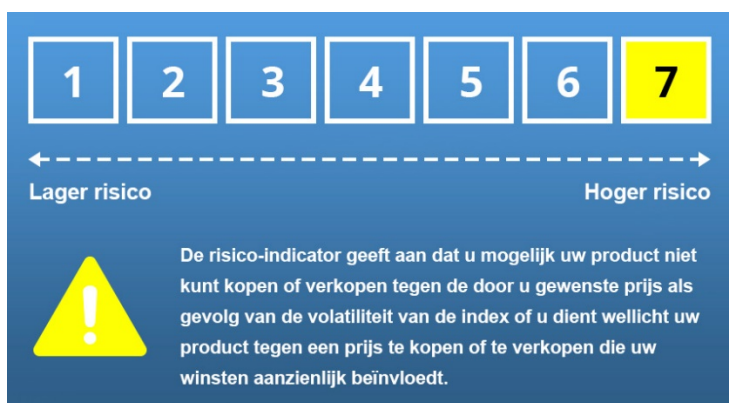 1 2 3 4 5 6 7
Lager risico Hoger risico
De risico-indicator geeft aan dat u mogelijk uw product niet
kunt kopen of verkopen tegen de door u gewenste prijs als
gevolg van de volatiliteit van de index of u dient wellicht uw
product tegen een prijs te kopen of te verkopen die uw
winsten aanzienlijk beïnvloedt.